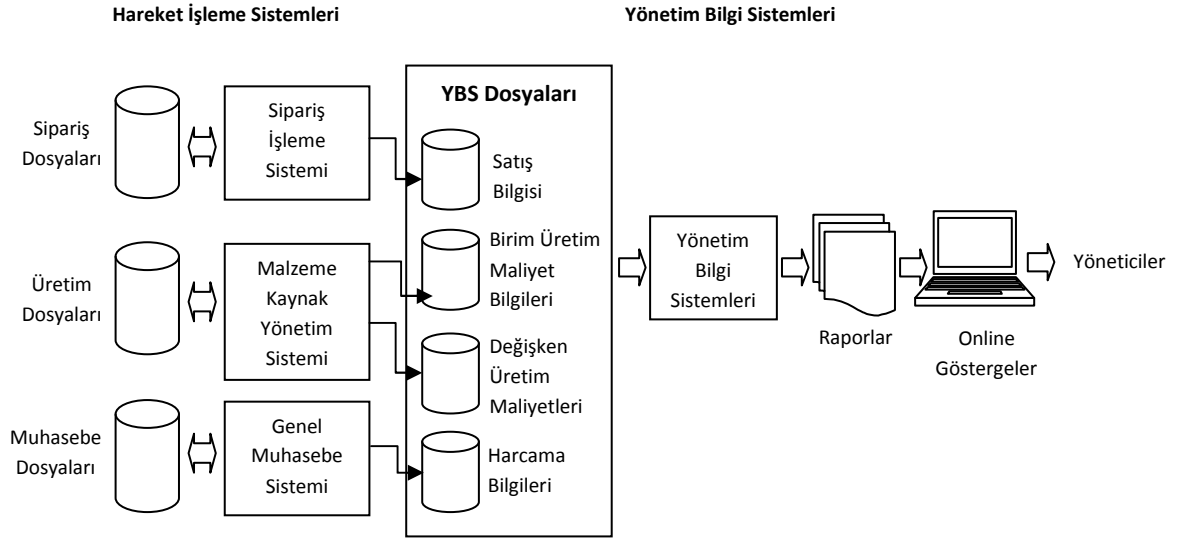 Hareket İşleme Sistemleri
Yönetim Bilgi Sistemleri
Sipariş
Dosyaları
Sipariş
İşleme
Sistemi
YBS Dosyaları
Satış
Bilgisi
Üretim
Dosyaları
Malzeme
Kaynak
Yönetim
Sistemi
Birim Üretim
Maliyet
Bilgileri
Değişken
Üretim
Maliyetleri
Muhasebe
Dosyaları
Genel
Muhasebe
Sistemi
Harcama
Bilgileri
Yönetim
Bilgi
Sistemleri
Raporlar
Online
Göstergeler
Yöneticiler